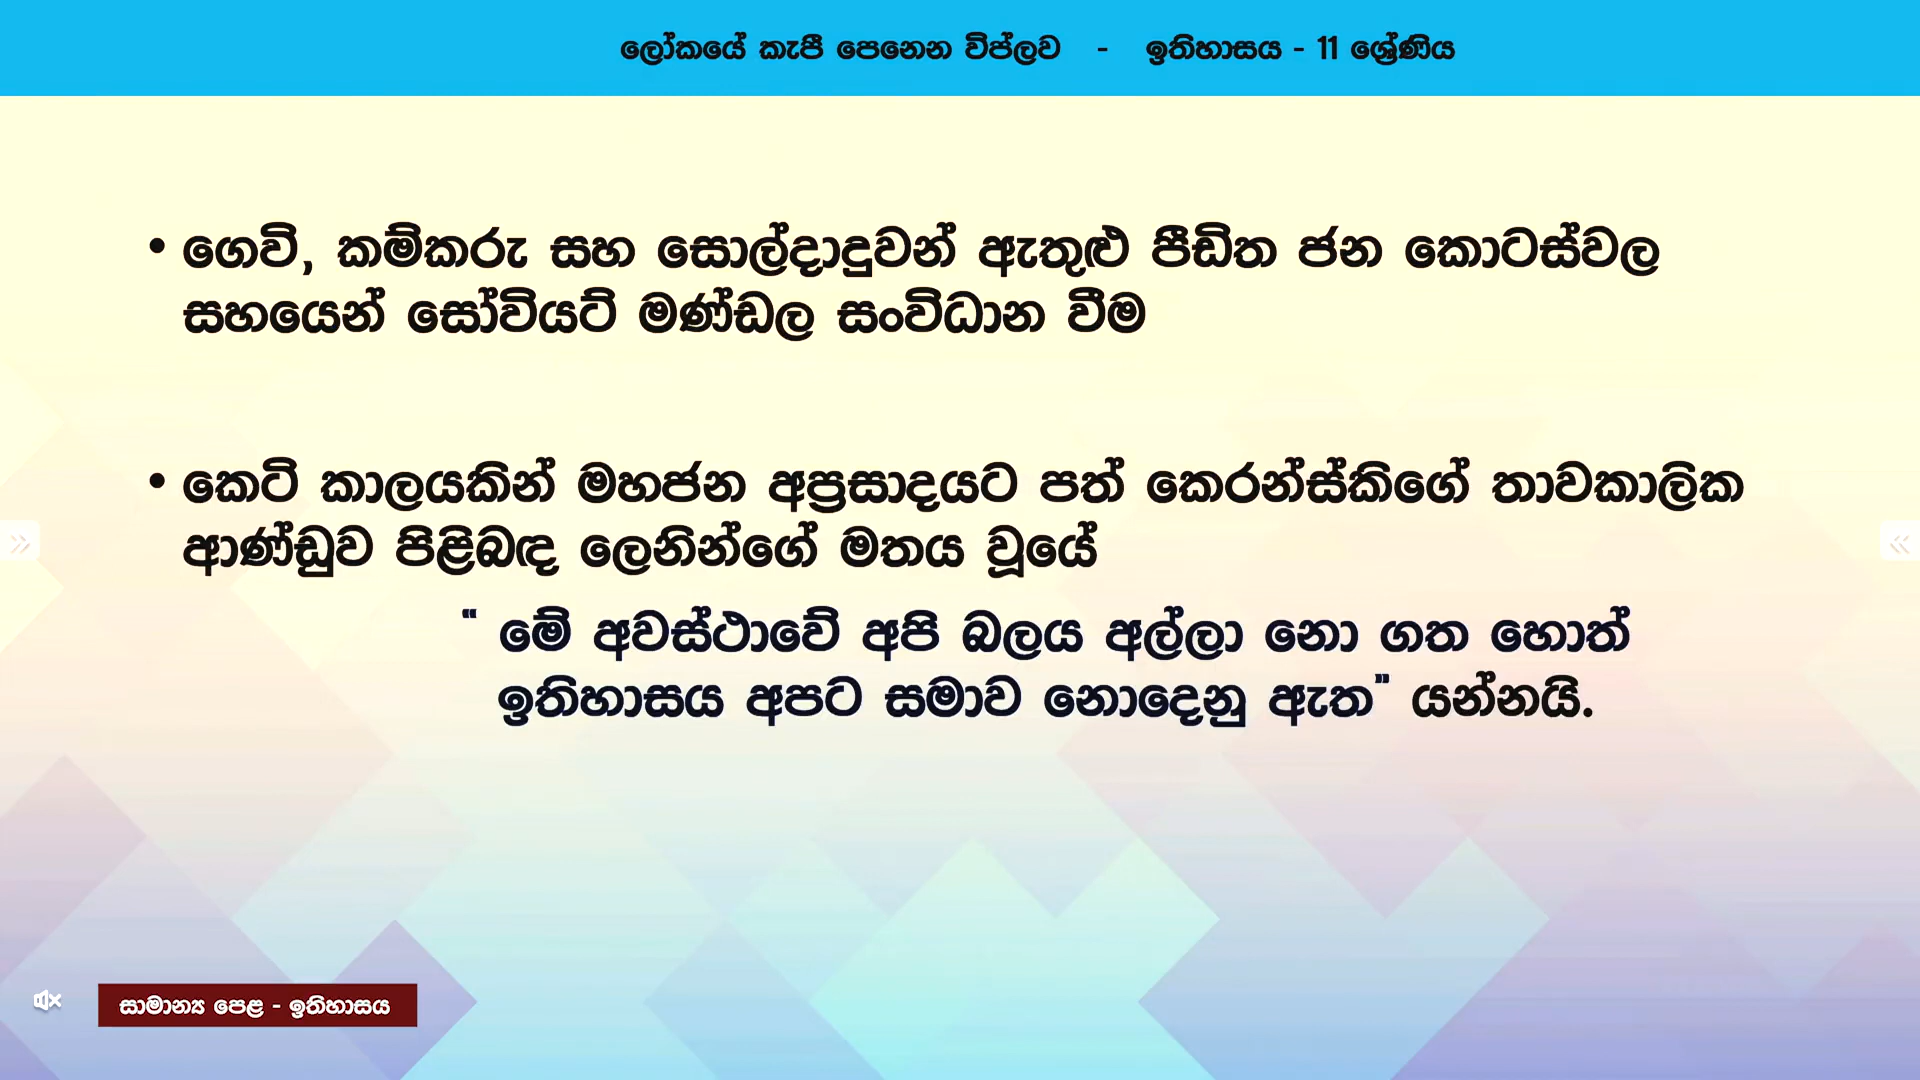 ලෝකයේ කැපී පෙනෙන විප්ලව - ඉතිහාසය - 11 ශ්‍රේණිය
• ගෙවි, කම්කරු සහ සොල්දාදුවන් ඇතුළු පීඩිත ජන කොටස්වල
සහයෙන් සෝවියට් මණ්ඩල සංවිධාන වීම
• කෙටි කාලයකින් මහජන අප්‍රසාදයට පත් කෙරන්ස්කිගේ තාවකාලික
ආණ්ඩුව පිළිබඳ ලෙනින්ගේ මතය වූයේ
“ මේ අවස්ථාවේ අපි බලය අල්ලා නො ගත හොත්
ඉතිහාසය අපට සමාව නොදෙනු ඇත” යන්නයි.
සාමාන්‍ය පෙළ - ඉතිහාසය